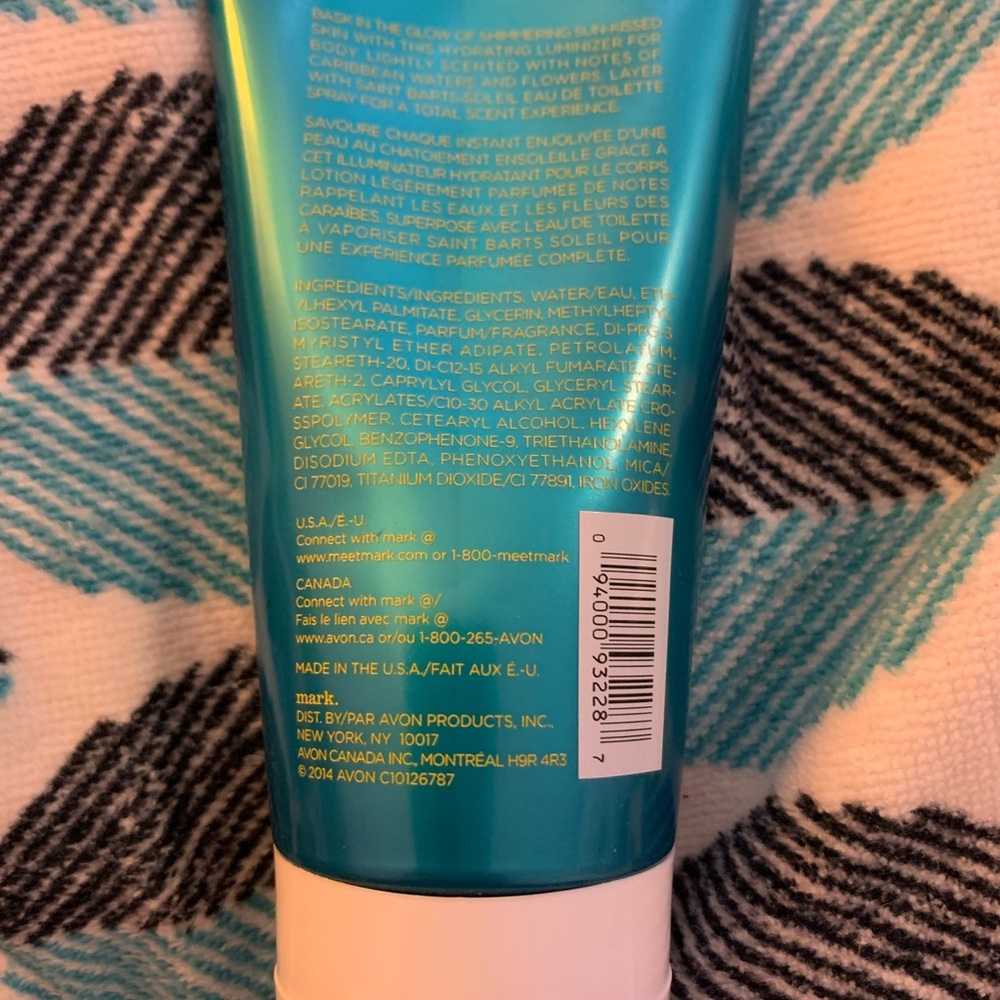 BASK IN THE GLOW OF SHIMMERING SUN-KISSED
SKIN WITH THIS HYDRATING LUMINIZER FOR
BODY. LIGHTLY SCENTED WITH NOTES OF
CARIBBEAN WATERS AND FLOWERS. LAYER
WITH SAINT BARTS SOLEIL EAU DE TOILETTE
SPRAY FOR A TOTAL SCENT EXPERIENCE.
SAVOURE CHAQUE INSTANT ENJOLIVÉE D'UNE
PEAU AU CHATOIEMENT ENSOLEILLÉ GRÂCE À
CET ILLUMINATEUR HYDRATANT POUR LE CORPS.
LOTION LÉGÈREMENT PARFUMÉE DE NOTES
RAPPELANT LES EAUX ET LES FLEURS DES
CARAÏBES. SUPERPOSE AVEC L'EAU DE TOILETTE
À VAPORISER SAINT BARTS SOLEIL POUR
UNE EXPÉRIENCE PARFUMÉE COMPLÈTE.
INGREDIENTS/INGRÉDIENTS: WATER/EAU, ETH-
YLHEXYL PALMITATE, GLYCERIN, METHYLHEPTYL
ISOSTEARATE, PARFUM/FRAGRANCE, DI-PPG-3
MYRISTYL ETHER ADIPATE, PETROLATUM,
STEARETH-20, DI-C12-15 ALKYL FUMARATE, STE-
ARETH-2, CAPRYLYL GLYCOL, GLYCERYL STEAR-
ATE, ACRYLATES/C10-30 ALKYL ACRYLATE CRO-
SSPOLYMER, CETEARYL ALCOHOL, HEXYLENE
GLYCOL, BENZOPHENONE-9, TRIETHANOLAMINE,
DISODIUM EDTA, PHENOXYETHANOL, MICA/
CI 77019, TITANIUM DIOXIDE/CI 77891, IRON OXIDES.
U.S.A./É.-U.
Connect with mark @
www.meetmark.com or 1-800-meetmark
CANADA
Connect with mark @/
Fais le lien avec mark @
www.avon.ca or/ou 1-800-265-AVON
MADE IN THE U.S.A./FAIT AUX É.-U.
mark.
DIST. BY/PAR AVON PRODUCTS, INC.,
NEW YORK, NY 10017
AVON CANADA INC., MONTRÉAL H9R 4R3
© 2014 AVON C10126787
0 94000 93228 7